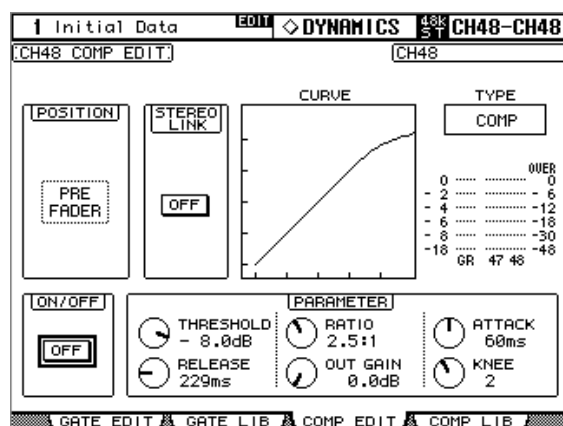 1 Initial Data EDIT ◇DYNAMICS 48K ST CH48-CH48
CH48 COMP EDIT
CH48
POSITION
PRE
FADER
STEREO
LINK
OFF
CURVE
TYPE
COMP
OVER
0 0
- 2 - 6
- 4 -12
- 6 -18
- 8 -30
-18 -48
GR 47 48
ON/OFF
OFF
PARAMETER
THRESHOLD
- 8.0dB
RATIO
2.5:1
ATTACK
60ms
RELEASE
229ms
OUT GAIN
0.0dB
KNEE
2
GATE EDIT GATE LIB COMP EDIT COMP LIB